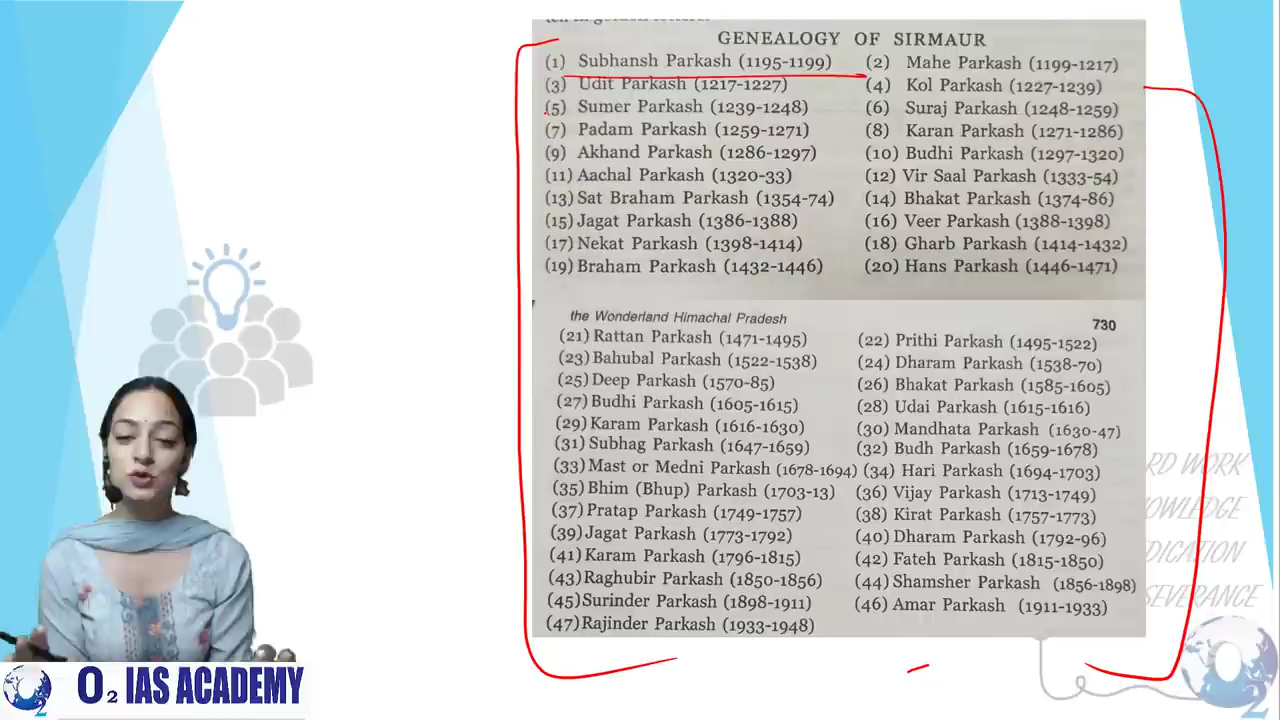 ten in golden letters.
GENEALOGY OF SIRMAUR
(1) Subhansh Parkash (1195-1199) (2) Mahe Parkash (1199-1217)
(3) Udit Parkash (1217-1227) (4) Kol Parkash (1227-1239)
(5) Sumer Parkash (1239-1248) (6) Suraj Parkash (1248-1259)
(7) Padam Parkash (1259-1271) (8) Karan Parkash (1271-1286)
(9) Akhand Parkash (1286-1297) (10) Budhi Parkash (1297-1320)
(11) Aachal Parkash (1320-33) (12) Vir Saal Parkash (1333-54)
(13) Sat Braham Parkash (1354-74) (14) Bhakat Parkash (1374-86)
(15) Jagat Parkash (1386-1388) (16) Veer Parkash (1388-1398)
(17) Nekat Parkash (1398-1414) (18) Gharb Parkash (1414-1432)
(19) Braham Parkash (1432-1446) (20) Hans Parkash (1446-1471)
the Wonderland Himachal Pradesh 730
(21) Rattan Parkash (1471-1495) (22) Prithi Parkash (1495-1522)
(23) Bahubal Parkash (1522-1538) (24) Dharam Parkash (1538-70)
(25) Deep Parkash (1570-85) (26) Bhakat Parkash (1585-1605)
(27) Budhi Parkash (1605-1615) (28) Udai Parkash (1615-1616)
(29) Karam Parkash (1616-1630) (30) Mandhata Parkash (1630-47)
(31) Subhag Parkash (1647-1659) (32) Budh Parkash (1659-1678)
(33) Mast or Medni Parkash (1678-1694) (34) Hari Parkash (1694-1703)
(35) Bhim (Bhup) Parkash (1703-13) (36) Vijay Parkash (1713-1749)
(37) Pratap Parkash (1749-1757) (38) Kirat Parkash (1757-1773)
(39) Jagat Parkash (1773-1792) (40) Dharam Parkash (1792-96)
(41) Karam Parkash (1796-1815) (42) Fateh Parkash (1815-1850)
(43) Raghubir Parkash (1850-1856) (44) Shamsher Parkash (1856-1898)
(45) Surinder Parkash (1898-1911) (46) Amar Parkash (1911-1933)
(47) Rajinder Parkash (1933-1948)
RD WORK
OWLEDGE
DICATION
SEVERANCE
O2 IAS ACADEMY